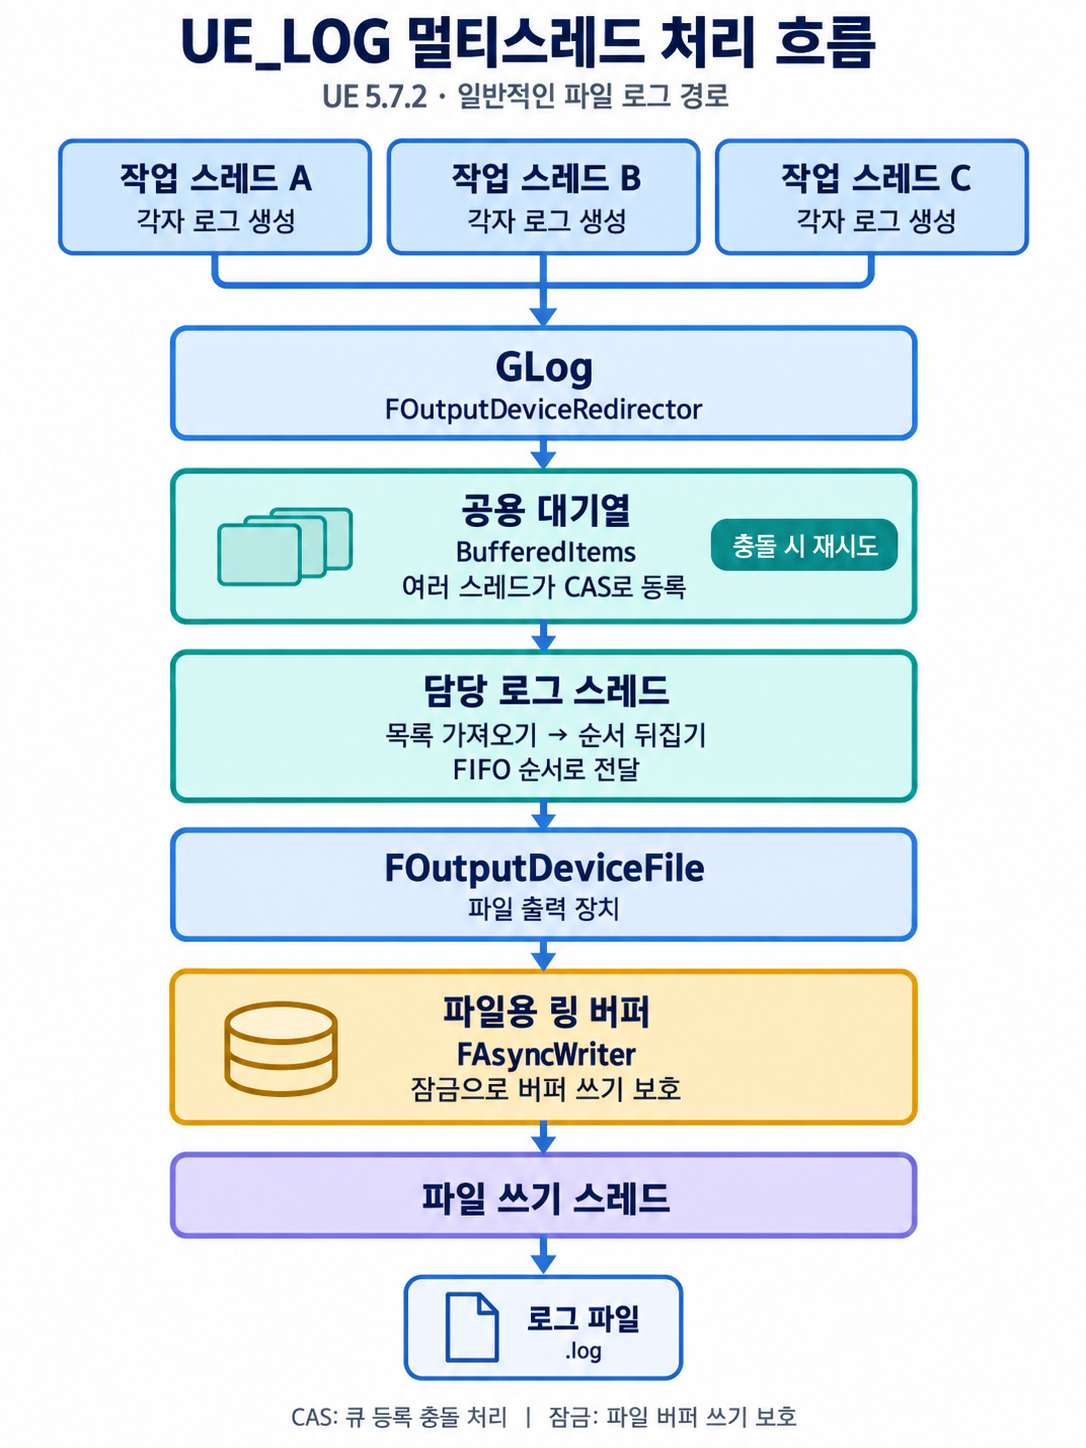 UE_LOG 멀티스레드 처리 흐름
UE 5.7.2 · 일반적인 파일 로그 경로
작업 스레드 A
각자 로그 생성
작업 스레드 B
각자 로그 생성
작업 스레드 C
각자 로그 생성
GLog
FOutputDeviceRedirector
공용 대기열
BufferedItems
여러 스레드가 CAS로 등록
충돌 시 재시도
담당 로그 스레드
목록 가져오기 → 순서 뒤집기
FIFO 순서로 전달
FOutputDeviceFile
파일 출력 장치
파일용 링 버퍼
FAsyncWriter
잠금으로 버퍼 쓰기 보호
파일 쓰기 스레드
로그 파일
.log
CAS: 큐 등록 충돌 처리 | 잠금: 파일 버퍼 쓰기 보호